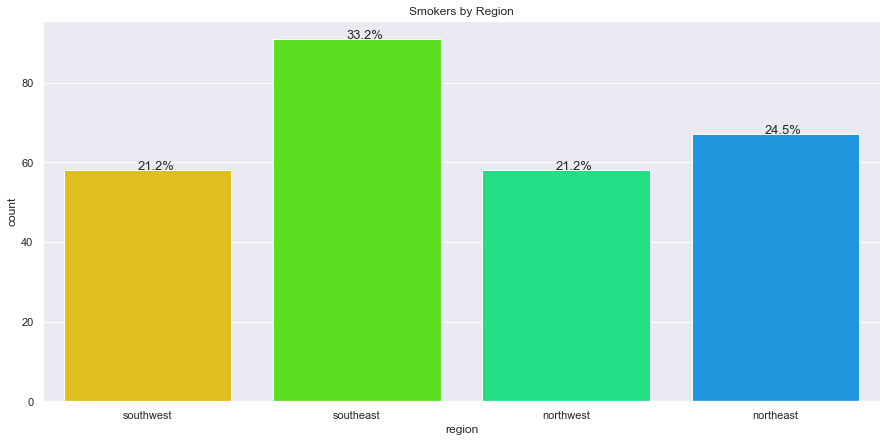 Smokers by Region
33.2%
24.5%
21.2%
21.2%
80
60
40
20
0
count
southwest
southeast
northwest
northeast
region